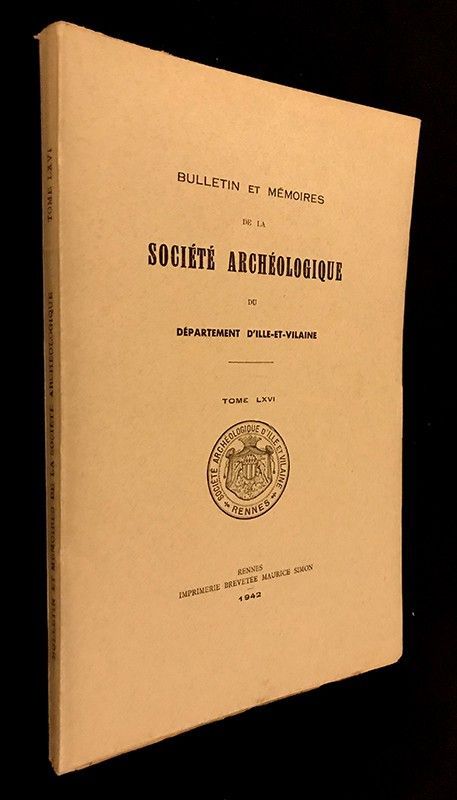 BULLETIN ET MÉMOIRES
DE LA
SOCIÉTÉ ARCHÉOLOGIQUE
DU
DÉPARTEMENT D'ILLE-ET-VILAINE
TOME LXVI
SOCIÉTÉ ARCHÉOLOGIQUE D'ILLE ET VILAINE
RENNES
RENNES
IMPRIMERIE BREVETÉE MAURICE SIMON
1942
BULLETIN ET MÉMOIRES DE LA SOCIÉTÉ ARCHÉOLOGIQUE TOME LXVI